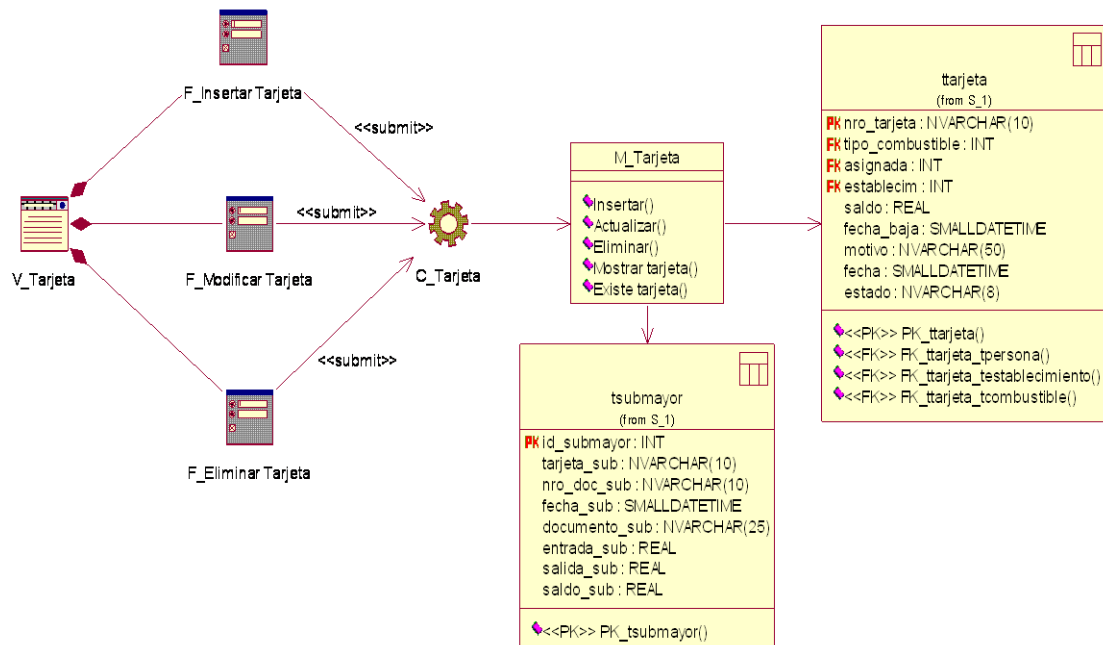 F_Insertar Tarjeta
<<submit>>
V_Tarjeta
F_Modificar Tarjeta
<<submit>>
C_Tarjeta
F_Eliminar Tarjeta
<<submit>>
M_Tarjeta
Insertar()
Actualizar()
Eliminar()
Mostrar tarjeta()
Existe tarjeta()
ttarjeta
(from S_1)
PK nro_tarjeta : NVARCHAR(10)
FK tipo_combustible : INT
FK asignada : INT
FK establecim : INT
saldo : REAL
fecha_baja : SMALLDATETIME
motivo : NVARCHAR(50)
fecha : SMALLDATETIME
estado : NVARCHAR(8)
<<PK>> PK_ttarjeta()
<<FK>> FK_ttarjeta_tpersona()
<<FK>> FK_ttarjeta_testablecimiento()
<<FK>> FK_ttarjeta_tcombustible()
tsubmayor
(from S_1)
PK id_submayor : INT
tarjeta_sub : NVARCHAR(10)
nro_doc_sub : NVARCHAR(10)
fecha_sub : SMALLDATETIME
documento_sub : NVARCHAR(25)
entrada_sub : REAL
salida_sub : REAL
saldo_sub : REAL
<<PK>> PK_tsubmayor()